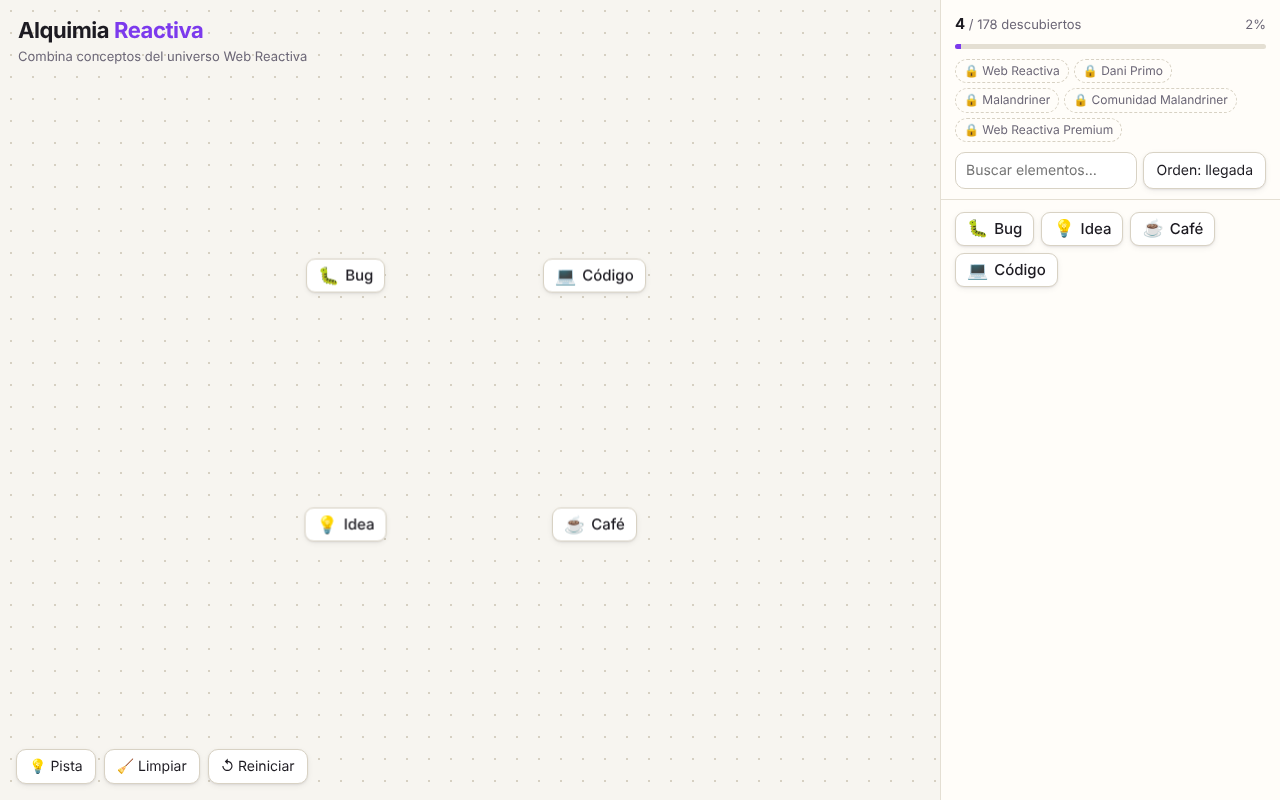 Alquimia Reactiva
Combina conceptos del universo Web Reactiva
Bug
Código
Idea
Café
Pista
Limpiar
Reiniciar
4 / 178 descubiertos
2%
Web Reactiva
Dani Primo
Malandriner
Comunidad Malandriner
Web Reactiva Premium
Buscar elementos...
Orden: llegada
Bug
Idea
Café
Código